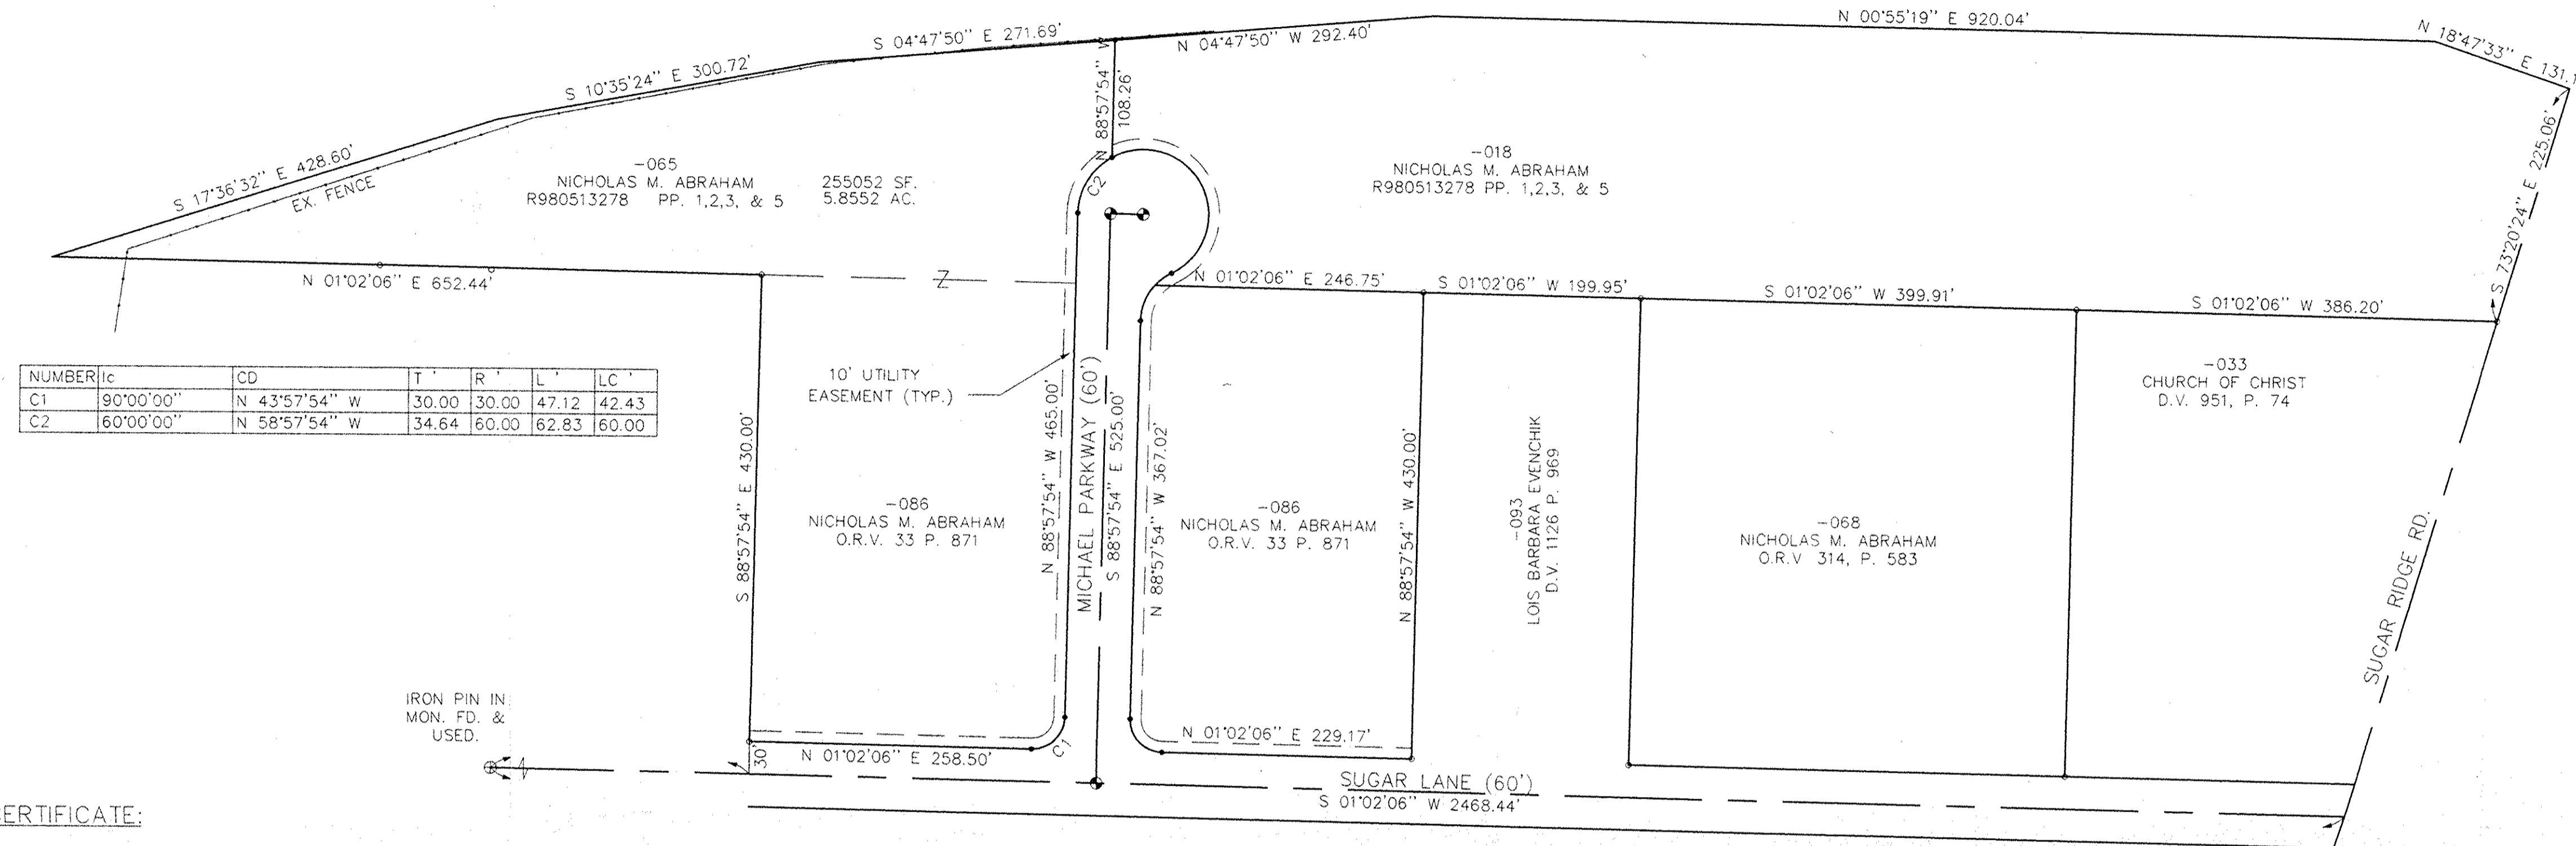 N 00°55'19" E 920.04'
N 18°47'33" E 131.1
S 04°47'50" E 271.69'
N 04°47'50" W 292.40'
S 10°35'24" E 300.72'
S 17°36'32" E 428.60'
EX. FENCE
N 88°57'54" W
108.26'
C2
-065
NICHOLAS M. ABRAHAM
R980513278 PP. 1,2,3, & 5
255052 SF.
5.8552 AC.
-018
NICHOLAS M. ABRAHAM
R980513278 PP. 1,2,3, & 5
S 73°20'24" E 225.06'
N 01°02'06" E 652.44'
Z
N 01°02'06" E 246.75'
S 01°02'06" W 199.95'
S 01°02'06" W 399.91'
S 01°02'06" W 386.20'
NUMBER Ic CD T ' R ' L ' LC '
C1 90°00'00" N 43°57'54" W 30.00 30.00 47.12 42.43
C2 60°00'00" N 58°57'54" W 34.64 60.00 62.83 60.00
10' UTILITY
EASEMENT (TYP.)
S 88°57'54" E 430.00'
-086
NICHOLAS M. ABRAHAM
O.R.V. 33 P. 871
N 88°57'54" W 465.00'
MICHAEL PARKWAY (60')
S 88°57'54" E 525.00'
N 88°57'54" W 367.02'
-086
NICHOLAS M. ABRAHAM
O.R.V. 33 P. 871
N 88°57'54" W 430.00'
-093
LOIS BARBARA EVENCHIK
D.V. 1126 P. 969
-068
NICHOLAS M. ABRAHAM
O.R.V 314, P. 583
-033
CHURCH OF CHRIST
D.V. 951, P. 74
SUGAR RIDGE RD.
IRON PIN IN
MON. FD. &
USED.
30'
N 01°02'06" E 258.50'
C1
N 01°02'06" E 229.17'
SUGAR LANE (60')
S 01°02'06" W 2468.44'
ERTIFICATE: